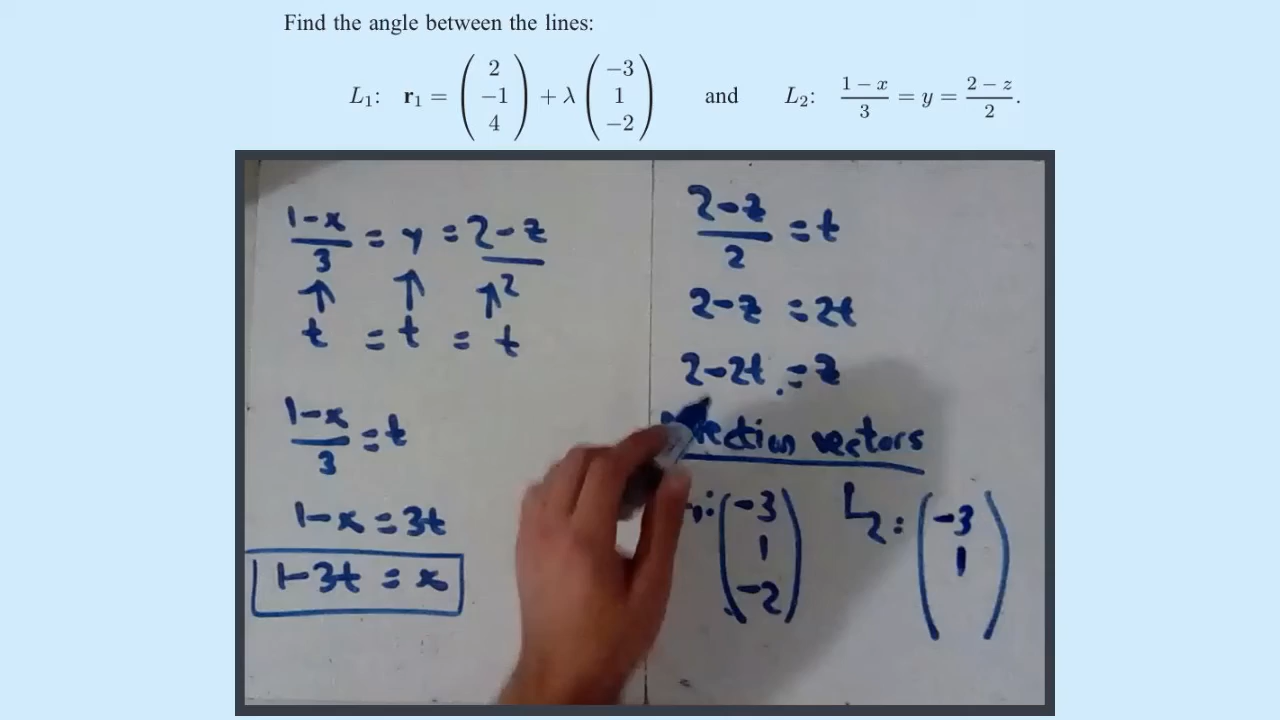 Find the angle between the lines:
L₁: r₁ = (2 −1 4) + λ (−3 1 −2) and L₂: (1 − x)/3 = y = (2 − z)/2.
(1-x)/3 = y = (2-z)/2
↑ ↑ ↑
t = t = t
(1-x)/3 = t
1-x = 3t
1-3t = x
(2-z)/2 = t
2-z = 2t
2-2t = z
vectors
(-3 1 -2) L₂: (-3 1 )